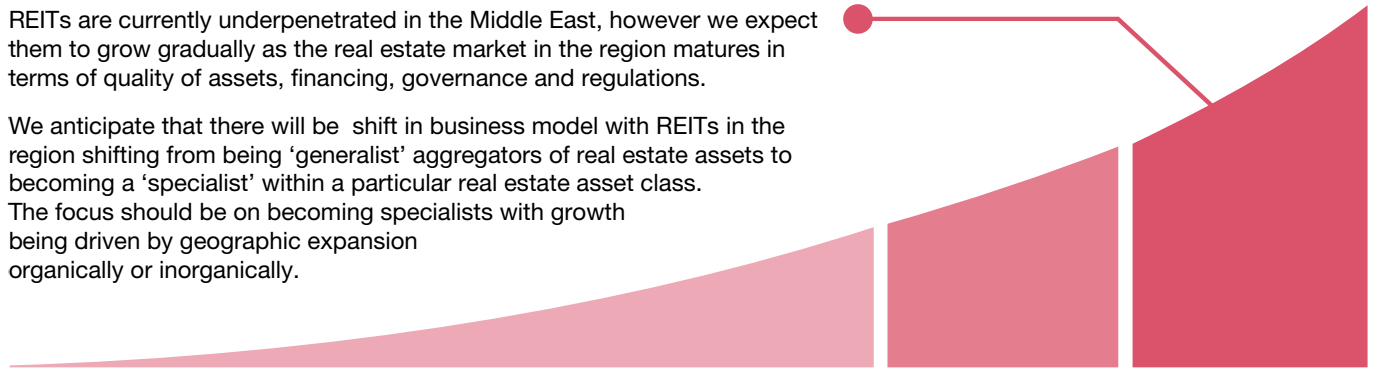 REITs are currently underpenetrated in the Middle East, however we expect
them to grow gradually as the real estate market in the region matures in
terms of quality of assets, financing, governance and regulations.
We anticipate that there will be  shift in business model with REITs in the
region shifting from being ‘generalist’ aggregators of real estate assets to
becoming a ‘specialist’ within a particular real estate asset class.
The focus should be on becoming specialists with growth
being driven by geographic expansion
organically or inorganically.